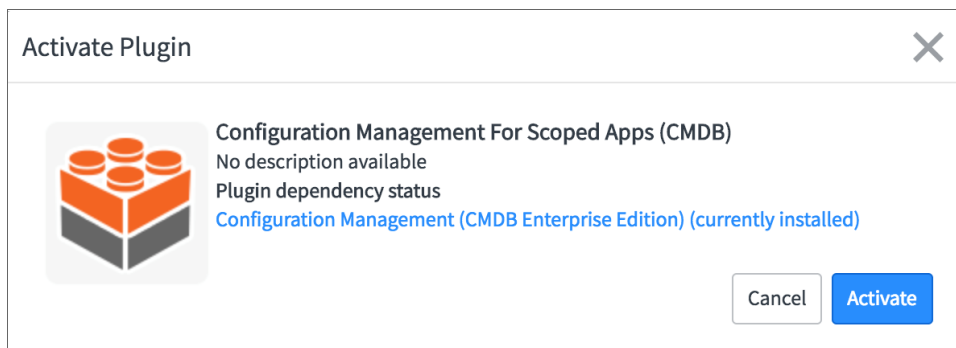 Activate Plugin
Configuration Management For Scoped Apps (CMDB)
No description available
Plugin dependency status
Configuration Management (CMDB Enterprise Edition) (currently installed)
Cancel
Activate